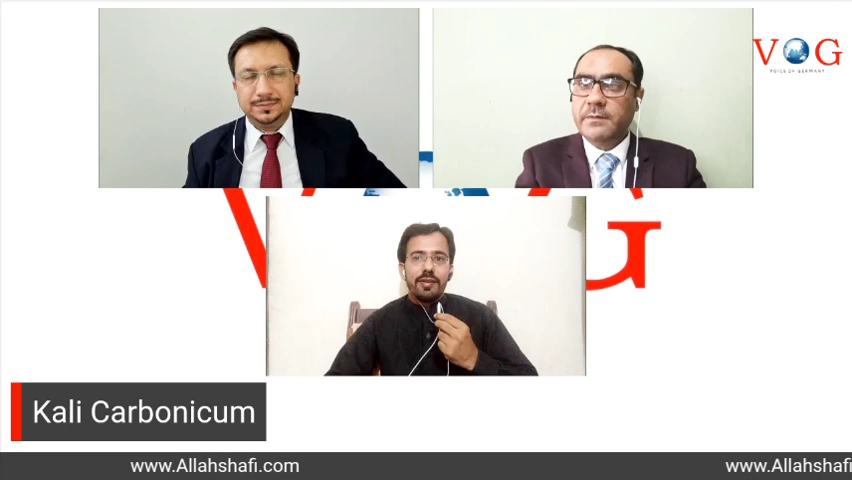 VOG
VOICE OF GERMANY
Kali Carbonicum
www.Allahshafi.com
www.Allahshafi